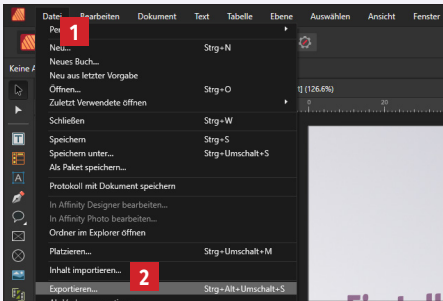 Datei Bearbeiten Dokument Text Tabelle Ebene Auswählen Ansicht Fenster
1
Keine
Neu... Strg+N
Neues Buch...
Neu aus letzter Vorgabe
Öffnen... Strg+O
(126.6%)
Zuletzt Verwendete öffnen
0 20
Schließen Strg+W
Speichern Strg+S
Speichern unter... Strg+Umschalt+S
Als Paket speichern...
Protokoll mit Dokument speichern
In Affinity Designer bearbeiten...
In Affinity Photo bearbeiten...
Ordner im Explorer öffnen
Platzieren... Strg+Umschalt+M
Inhalt importieren...
2
Exportieren... Strg+Alt+Umschalt+S